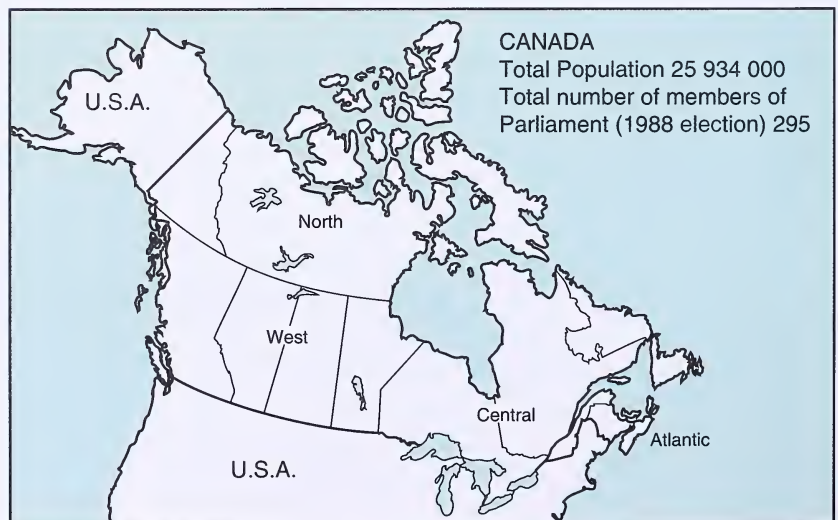 CANADA
Total Population 25 934 000
Total number of members of
Parliament (1988 election) 295
U.S.A.
North
West
Central
Atlantic
U.S.A.